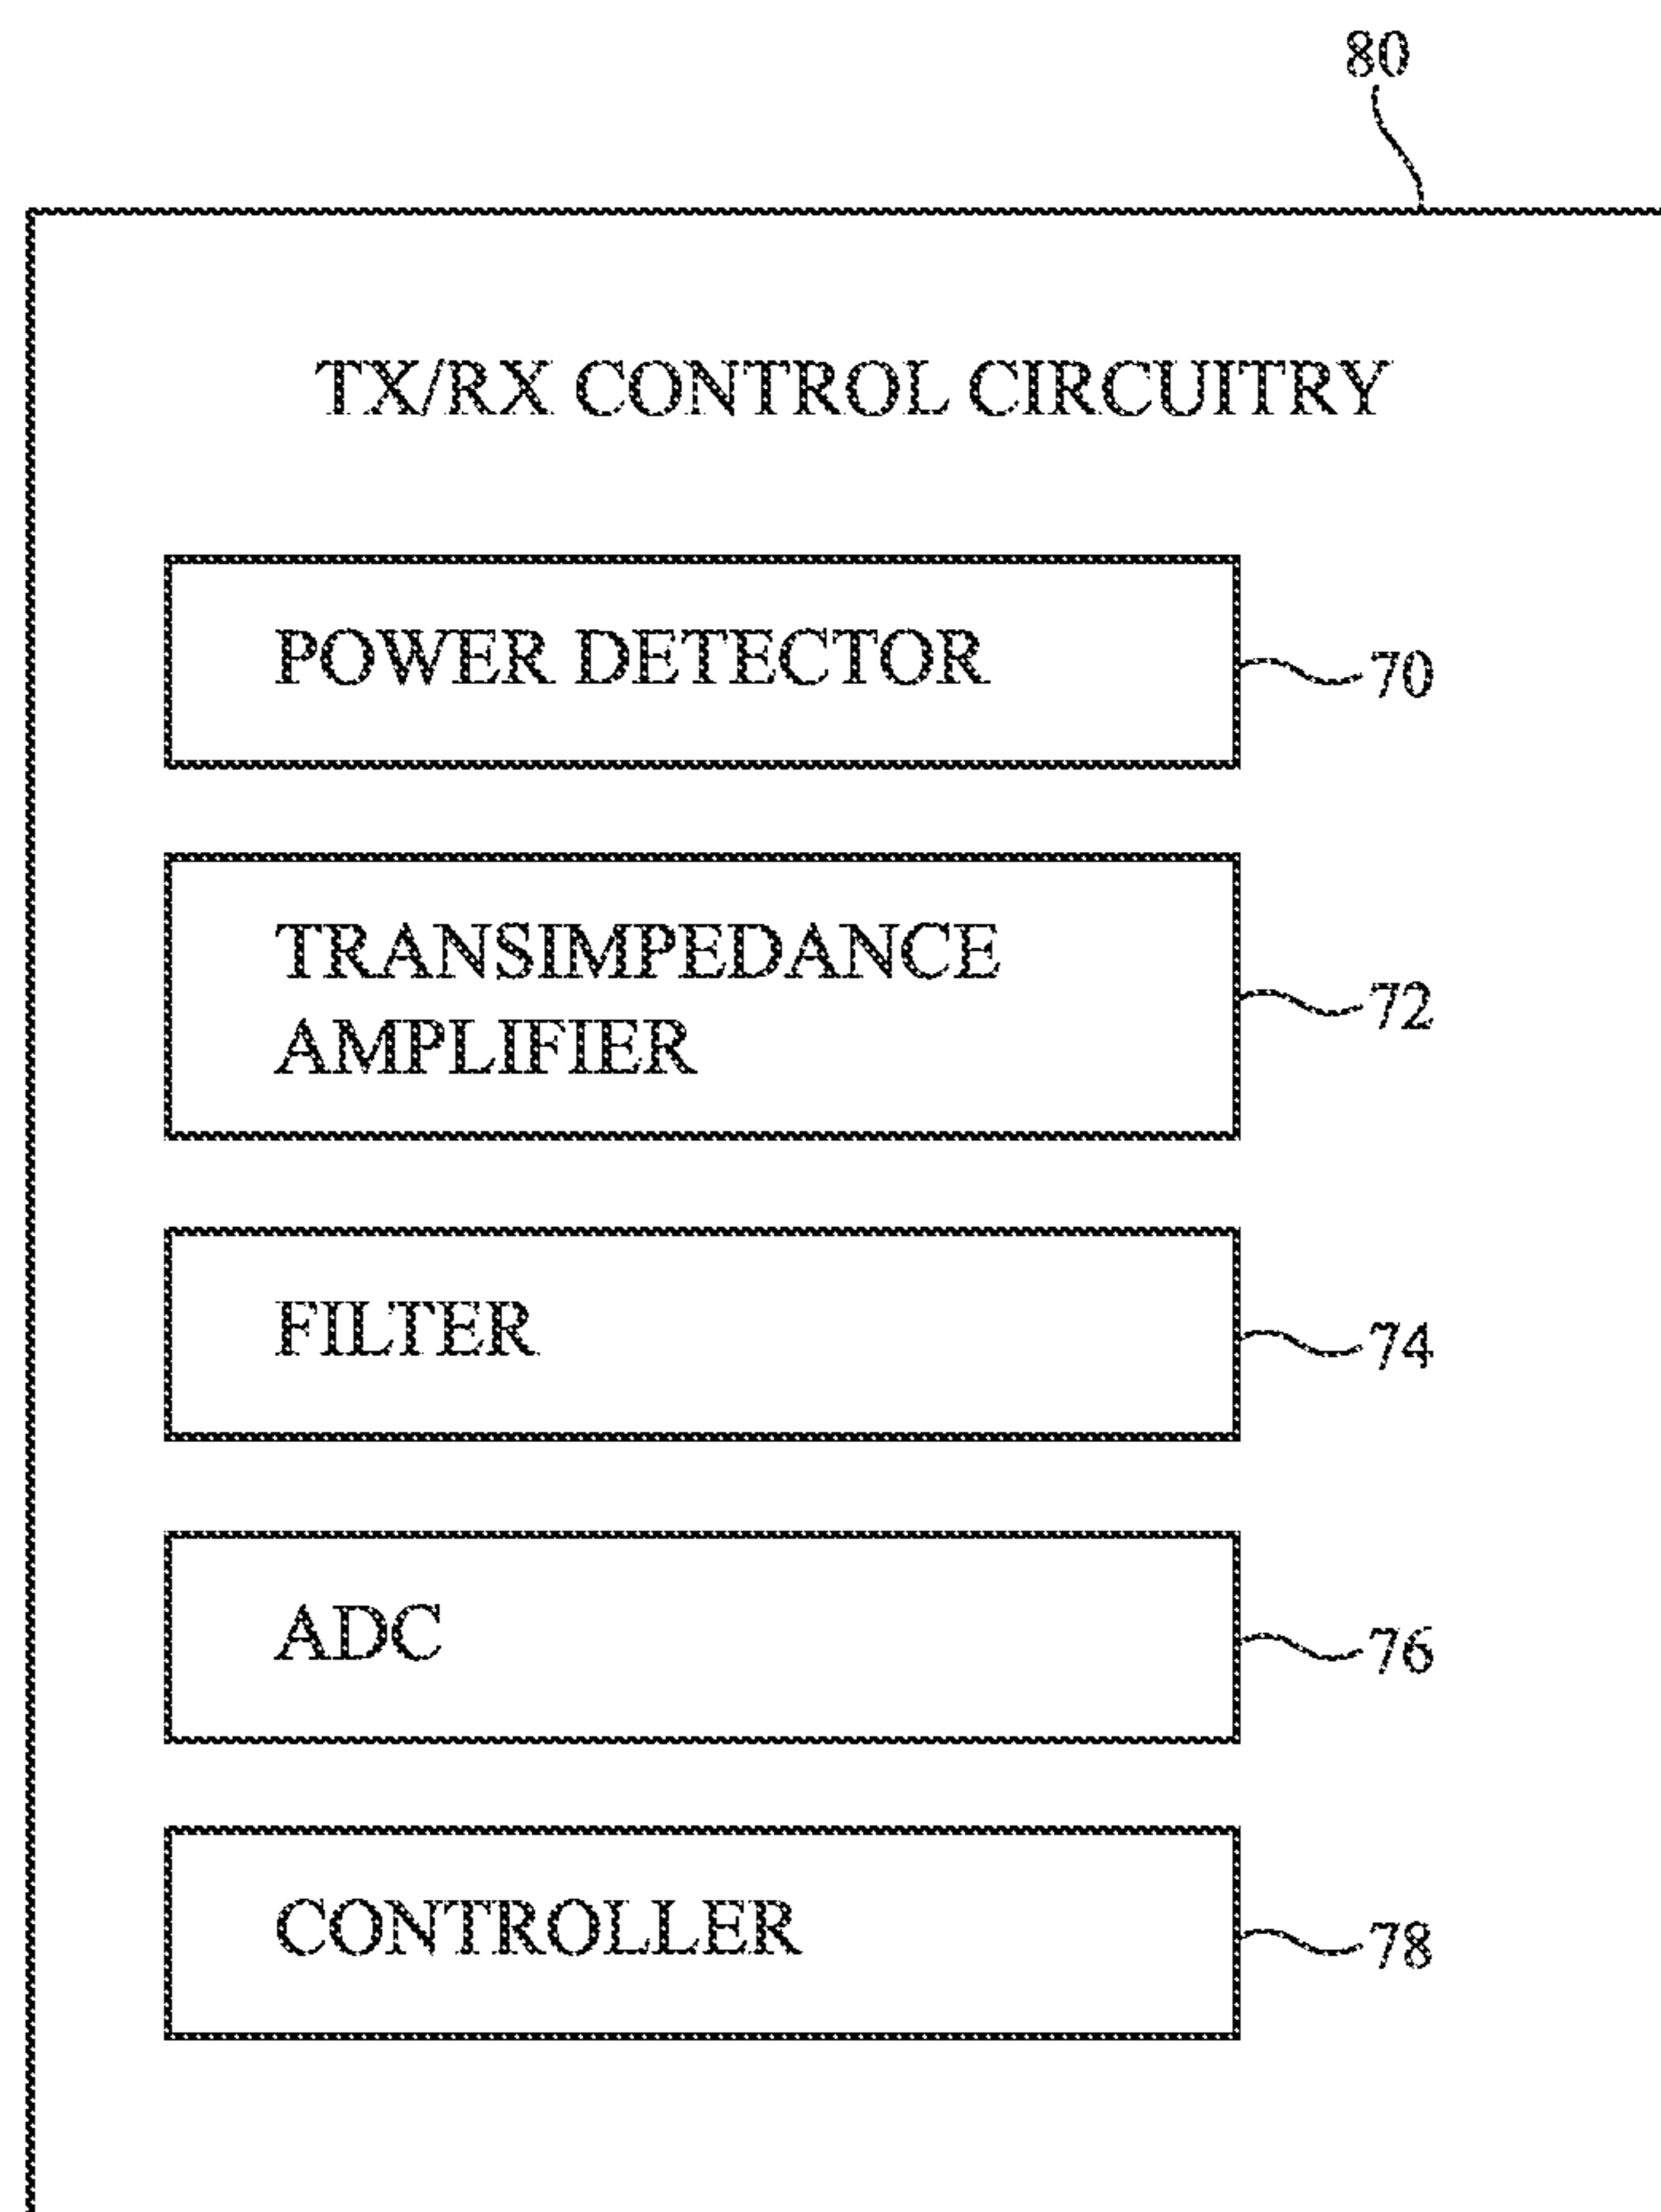 80
TX/RX CONTROL CIRCUITRY
POWER DETECTOR
70
TRANSIMPEDANCE
AMPLIFIER
72
FILTER
74
ADC
76
CONTROLLER
78